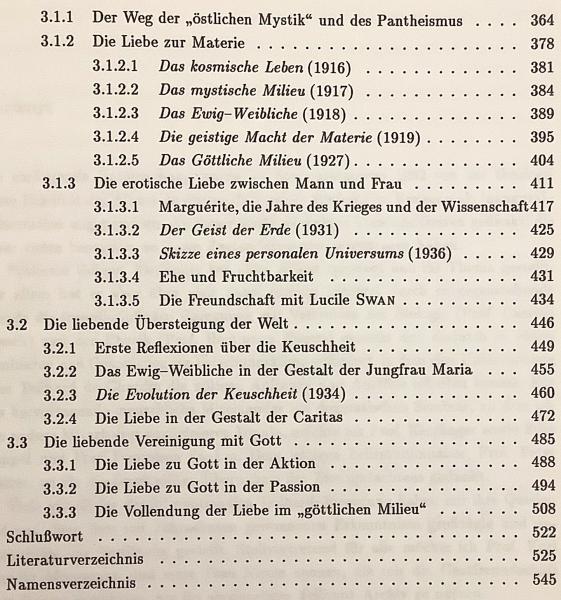 3.1.1 Der Weg der „östlichen Mystik“ und des Pantheismus . . . . 364
3.1.2 Die Liebe zur Materie . . . . . . . . . . . . . . . . . . 378
3.1.2.1 Das kosmische Leben (1916) . . . . . . . . . . 381
3.1.2.2 Das mystische Milieu (1917) . . . . . . . . . . 384
3.1.2.3 Das Ewig–Weibliche (1918) . . . . . . . . . . 389
3.1.2.4 Die geistige Macht der Materie (1919) . . . . . 395
3.1.2.5 Das Göttliche Milieu (1927) . . . . . . . . . . 404
3.1.3 Die erotische Liebe zwischen Mann und Frau . . . . . . . 411
3.1.3.1 Marguérite, die Jahre des Krieges und der Wissenschaft 417
3.1.3.2 Der Geist der Erde (1931) . . . . . . . . . . . 425
3.1.3.3 Skizze eines personalen Universums (1936) . . . 429
3.1.3.4 Ehe und Fruchtbarkeit . . . . . . . . . . . . 431
3.1.3.5 Die Freundschaft mit Lucile SWAN . . . . . . . 434
3.2 Die liebende Übersteigung der Welt . . . . . . . . . . . . . . . 446
3.2.1 Erste Reflexionen über die Keuschheit . . . . . . . . . . 449
3.2.2 Das Ewig–Weibliche in der Gestalt der Jungfrau Maria . . . 455
3.2.3 Die Evolution der Keuschheit (1934) . . . . . . . . . . . 460
3.2.4 Die Liebe in der Gestalt der Caritas . . . . . . . . . . . 472
3.3 Die liebende Vereinigung mit Gott . . . . . . . . . . . . . . . 485
3.3.1 Die Liebe zu Gott in der Aktion . . . . . . . . . . . . . 488
3.3.2 Die Liebe zu Gott in der Passion . . . . . . . . . . . . 494
3.3.3 Die Vollendung der Liebe im „göttlichen Milieu“ . . . . . . 508
Schlußwort . . . . . . . . . . . . . . . . . . . . . . . . . . . 522
Literaturverzeichnis . . . . . . . . . . . . . . . . . . . . . . 525
Namensverzeichnis . . . . . . . . . . . . . . . . . . . . . . . . 545